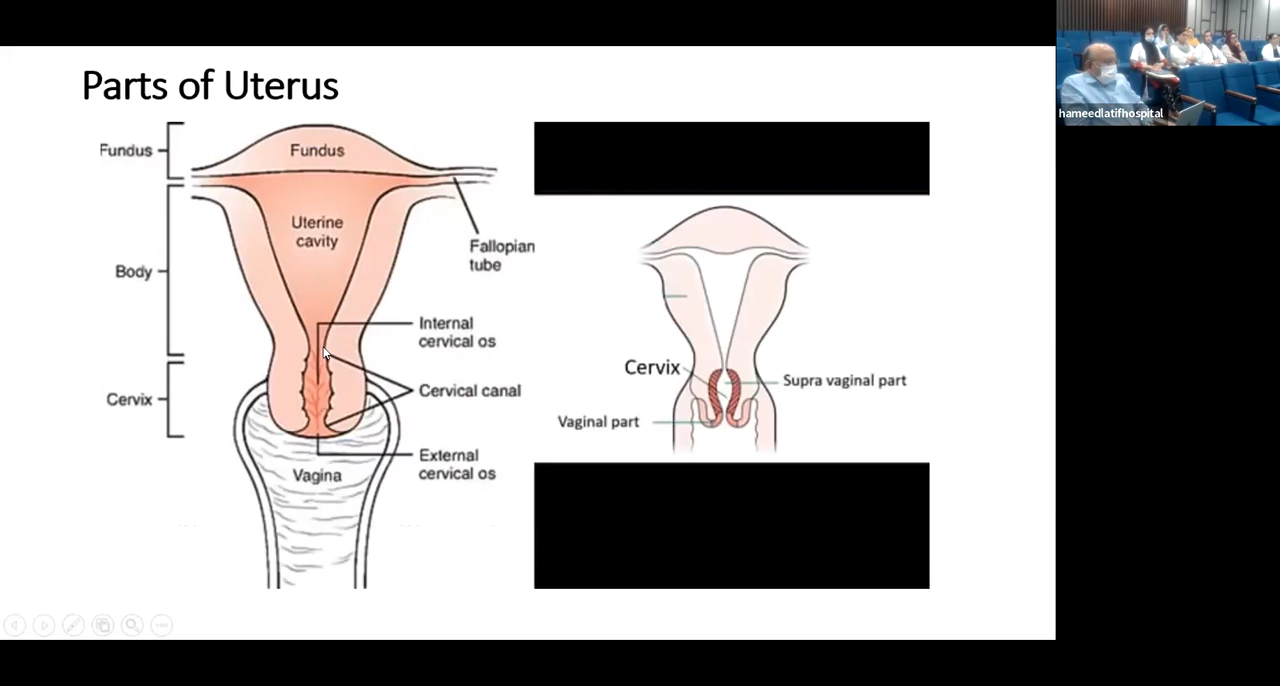 Parts of Uterus
hameedlatifhospital
Fundus
Fundus
Uterine
cavity
Fallopian
tube
Body
Internal
cervical os
Cervical canal
Cervix
External
cervical os
Vagina
Cervix
Supra vaginal part
Vaginal part